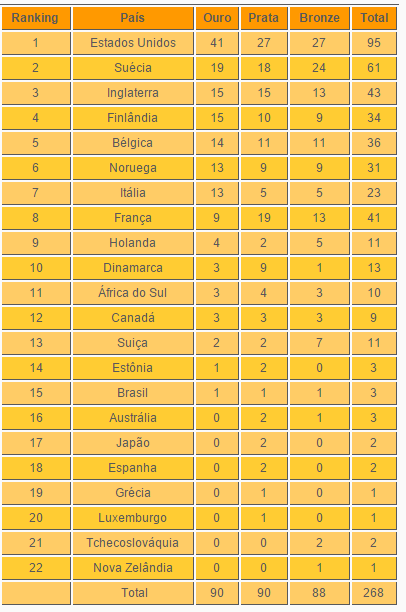 Ranking País Ouro Prata Bronze Total
1 Estados Unidos 41 27 27 95
2 Suécia 19 18 24 61
3 Inglaterra 15 15 13 43
4 Finlândia 15 10 9 34
5 Bélgica 14 11 11 36
6 Noruega 13 9 9 31
7 Itália 13 5 5 23
8 França 9 19 13 41
9 Holanda 4 2 5 11
10 Dinamarca 3 9 1 13
11 África do Sul 3 4 3 10
12 Canadá 3 3 3 9
13 Suiça 2 2 7 11
14 Estônia 1 2 0 3
15 Brasil 1 1 1 3
16 Austrália 0 2 1 3
17 Japão 0 2 0 2
18 Espanha 0 2 0 2
19 Grécia 0 1 0 1
20 Luxemburgo 0 1 0 1
21 Tchecoslováquia 0 0 2 2
22 Nova Zelândia 0 0 1 1
Total 90 90 88 268